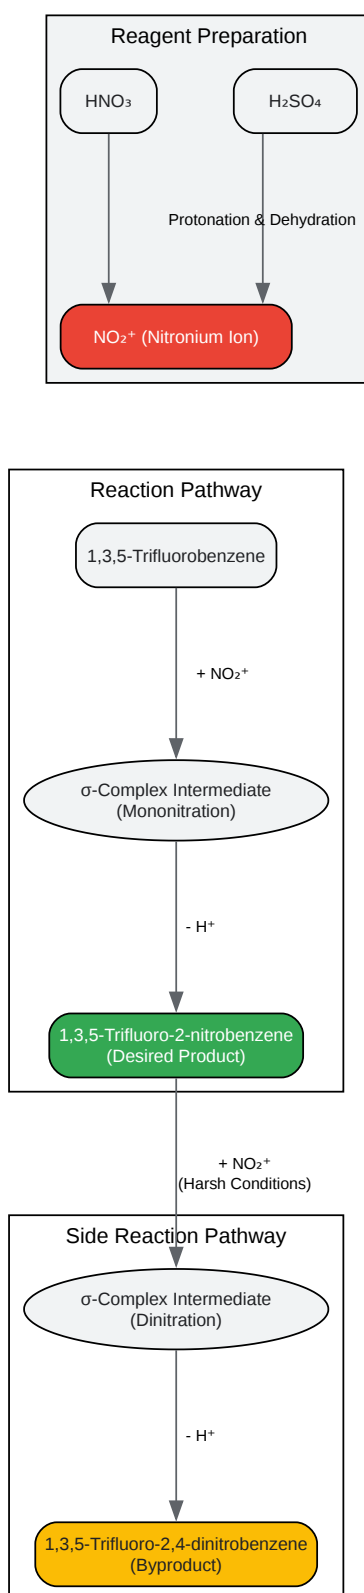 Reagent Preparation
HNO₃
H₂SO₄
Protonation & Dehydration
NO₂⁺ (Nitronium Ion)
Reaction Pathway
1,3,5-Trifluorobenzene
+ NO₂⁺
σ-Complex Intermediate
(Mononitration)
- H⁺
1,3,5-Trifluoro-2-nitrobenzene
(Desired Product)
+ NO₂⁺
(Harsh Conditions)
Side Reaction Pathway
σ-Complex Intermediate
(Dinitration)
- H⁺
1,3,5-Trifluoro-2,4-dinitrobenzene
(Byproduct)